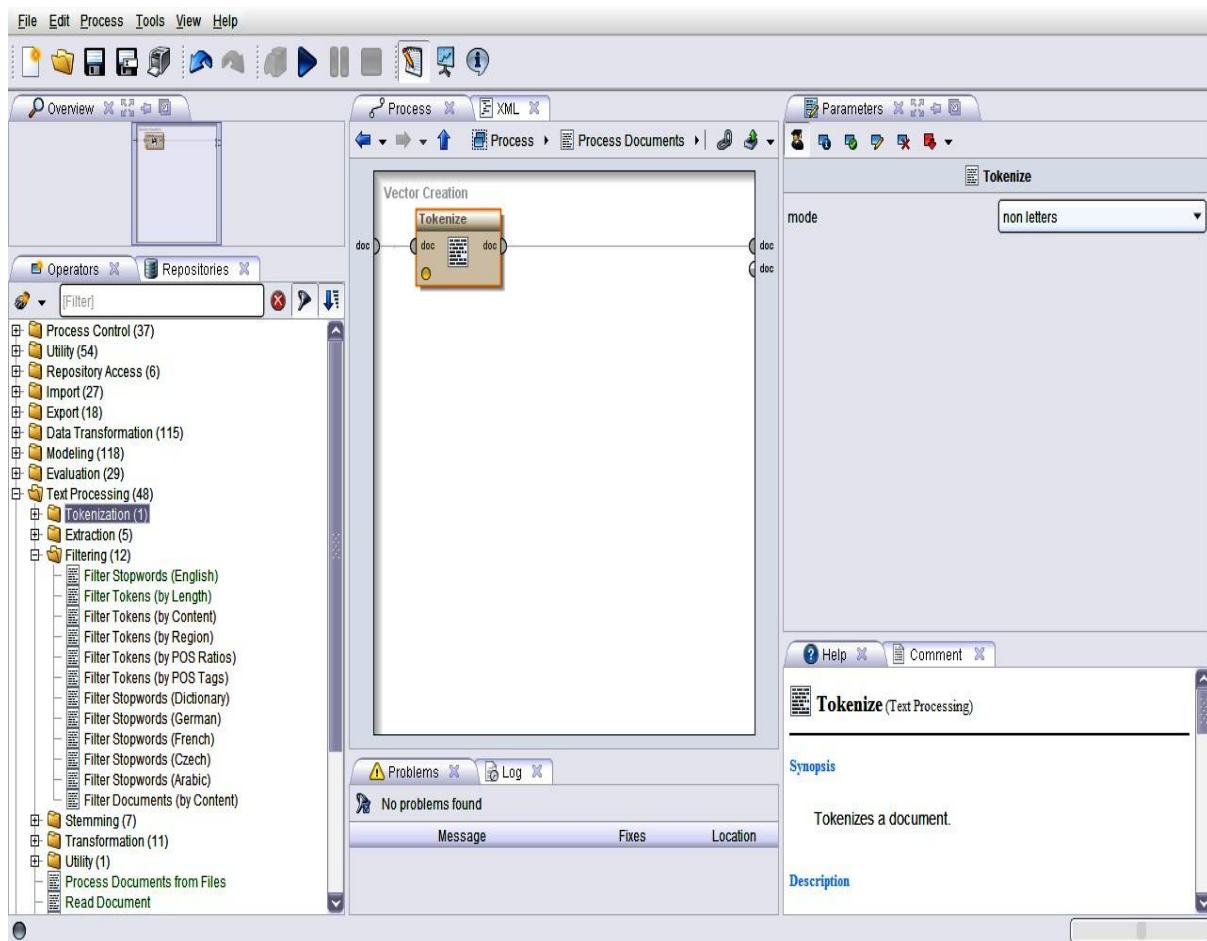 File Edit Process Tools View Help
Overview
Operators
Repositories
[Filter]
Process Control (37)
Utility (54)
Repository Access (6)
Import (27)
Export (18)
Data Transformation (115)
Modeling (118)
Evaluation (29)
Text Processing (48)
Tokenization (1)
Extraction (5)
Filtering (12)
Filter Stopwords (English)
Filter Tokens (by Length)
Filter Tokens (by Content)
Filter Tokens (by Region)
Filter Tokens (by POS Ratios)
Filter Tokens (by POS Tags)
Filter Stopwords (Dictionary)
Filter Stopwords (German)
Filter Stopwords (French)
Filter Stopwords (Czech)
Filter Stopwords (Arabic)
Filter Documents (by Content)
Stemming (7)
Transformation (11)
Utility (1)
Process Documents from Files
Read Document
Process
XML
Process Process Documents
Vector Creation
Tokenize
doc doc doc doc
doc
Problems
Log
No problems found
Message Fixes Location
Parameters
Tokenize
mode non letters
Help
Comment
Tokenize (Text Processing)
Synopsis
Tokenizes a document.
Description